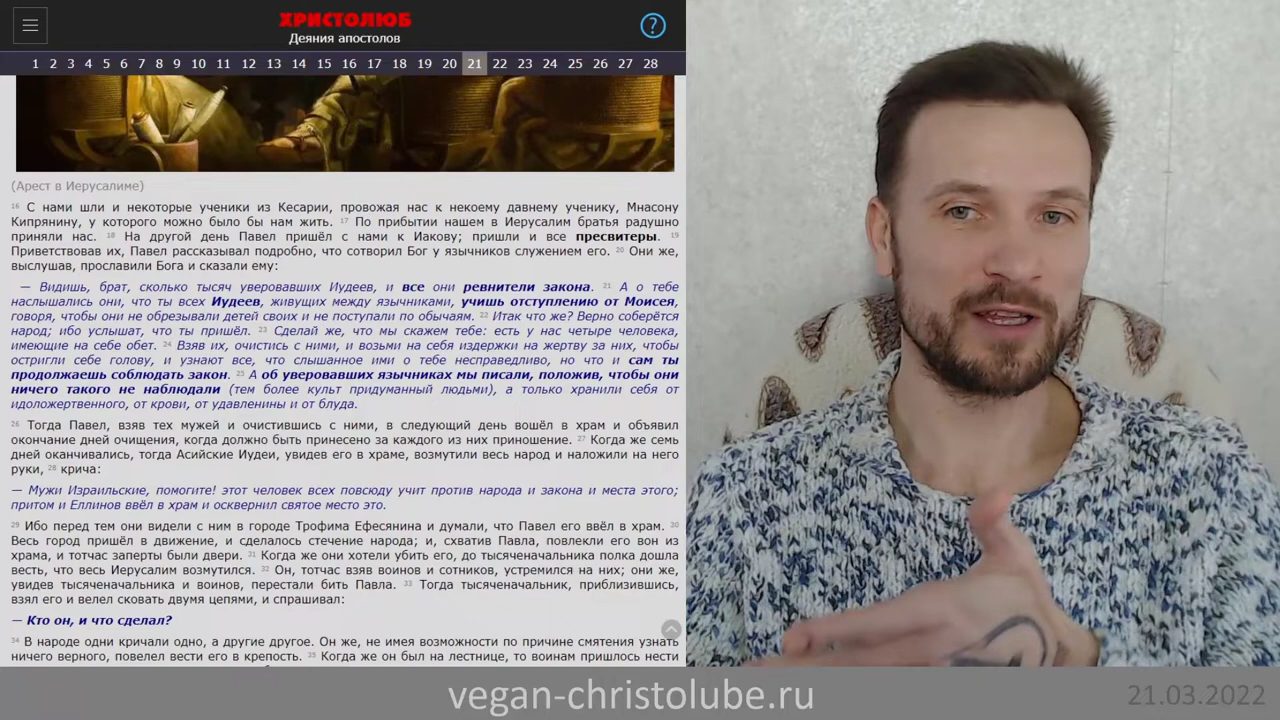 ХРИСТОЛЮБ
Деяния апостолов
?
1 2 3 4 5 6 7 8 9 10 11 12 13 14 15 16 17 18 19 20 21 22 23 24 25 26 27 28
(Арест в Иерусалиме)
16 С нами шли и некоторые ученики из Кесарии, провожая нас к некоему давнему ученику, Мнасону
Кипрянину, у которого можно было бы нам жить. 17 По прибытии нашем в Иерусалим братья радушно
приняли нас. 18 На другой день Павел пришёл с нами к Иакову; пришли и все пресвитеры. 19
Приветствовав их, Павел рассказывал подробно, что сотворил Бог у язычников служением его. 20 Они же,
выслушав, прославили Бога и сказали ему:
— Видишь, брат, сколько тысяч уверовавших Иудеев, и все они ревнители закона. 21 А о тебе
наслышались они, что ты всех Иудеев, живущих между язычниками, учишь отступлению от Моисея,
говоря, чтобы они не обрезывали детей своих и не поступали по обычаям. 22 Итак что же? Верно соберётся
народ; ибо услышат, что ты пришёл. 23 Сделай же, что мы скажем тебе: есть у нас четыре человека,
имеющие на себе обет. 24 Взяв их, очистись с ними, и возьми на себя издержки на жертву за них, чтобы
остригли себе голову, и узнают все, что слышанное ими о тебе несправедливо, но что и сам ты
продолжаешь соблюдать закон. 25 А об уверовавших язычниках мы писали, положив, чтобы они
ничего такого не наблюдали (тем более культ придуманный людьми), а только хранили себя от
идоложертвенного, от крови, от удавленины и от блуда.
26 Тогда Павел, взяв тех мужей и очистившись с ними, в следующий день вошёл в храм и объявил
окончание дней очищения, когда должно быть принесено за каждого из них приношение. 27 Когда же семь
дней оканчивались, тогда Асийские Иудеи, увидев его в храме, возмутили весь народ и наложили на него
руки, 28 крича:
— Мужи Израильские, помогите! этот человек всех повсюду учит против народа и закона и места этого;
притом и Еллинов ввёл в храм и осквернил святое место это.
29 Ибо перед тем они видели с ним в городе Трофима Ефесянина и думали, что Павел его ввёл в храм. 30
Весь город пришёл в движение, и сделалось стечение народа; и, схватив Павла, повлекли его вон из
храма, и тотчас заперты были двери. 31 Когда же они хотели убить его, до тысяченачальника полка дошла
весть, что весь Иерусалим возмутился. 32 Он, тотчас взяв воинов и сотников, устремился на них; они же,
увидев тысяченачальника и воинов, перестали бить Павла. 33 Тогда тысяченачальник, приблизившись,
взял его и велел сковать двумя цепями, и спрашивал:
— Кто он, и что сделал?
34 В народе одни кричали одно, а другие другое. Он же, не имея возможности по причине смятения узнать
ничего верного, повелел вести его в крепость. 35 Когда же он был на лестнице, то воинам пришлось нести
vegan-christolube.ru
21.03.2022